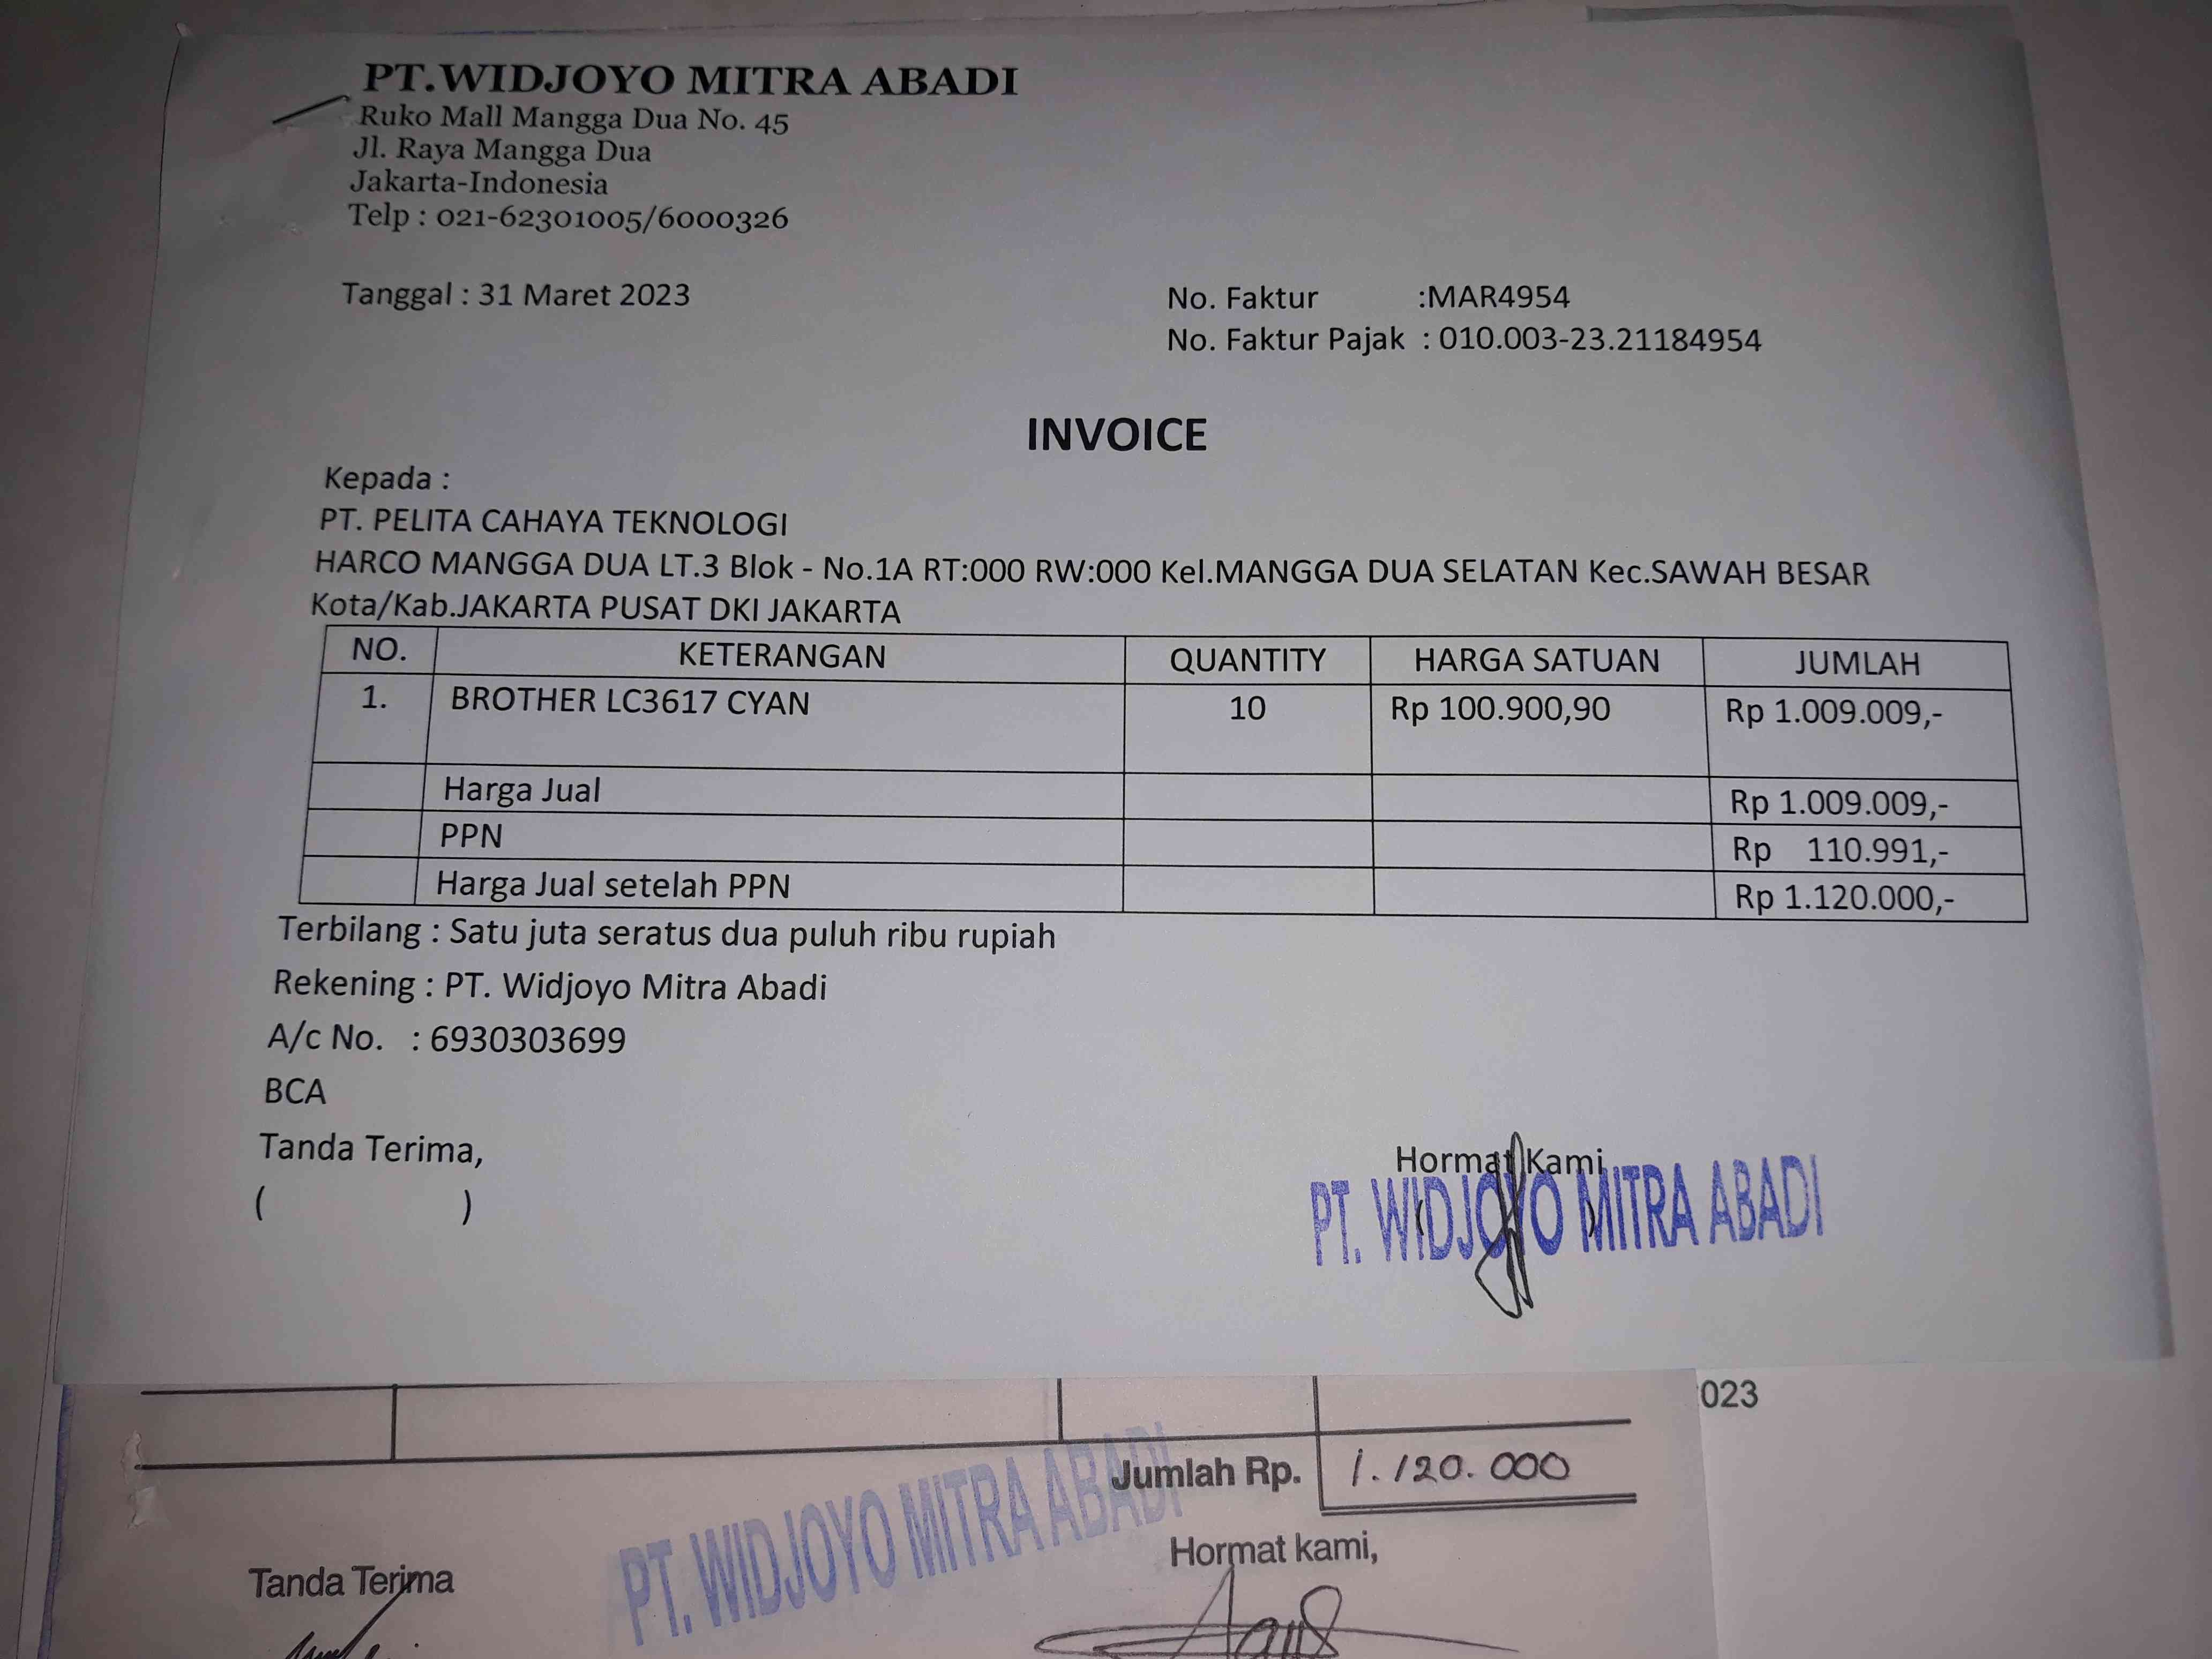 PT.WIDJOYO MITRA ABADI
Ruko Mall Mangga Dua No. 45
Jl. Raya Mangga Dua
Jakarta-Indonesia
Telp : 021-62301005/6000326
Tanggal : 31 Maret 2023
No. Faktur :MAR4954
No. Faktur Pajak : 010.003-23.21184954
INVOICE
Kepada :
PT. PELITA CAHAYA TEKNOLOGI
HARCO MANGGA DUA LT.3 Blok - No.1A RT:000 RW:000 Kel.MANGGA DUA SELATAN Kec.SAWAH BESAR
Kota/Kab.JAKARTA PUSAT DKI JAKARTA
NO. KETERANGAN QUANTITY HARGA SATUAN JUMLAH
1. BROTHER LC3617 CYAN 10 Rp 100.900,90 Rp 1.009.009,-
Harga Jual Rp 1.009.009,-
PPN Rp 110.991,-
Harga Jual setelah PPN Rp 1.120.000,-
Terbilang : Satu juta seratus dua puluh ribu rupiah
Rekening : PT. Widjoyo Mitra Abadi
A/c No. : 6930303699
BCA
Tanda Terima,
Hormat Kami
( )
( )
PT. WIDJOYO MITRA ABADI
023
Jumlah Rp. 1.120.000
PT. WIDJOYO MITRA ABADI
Tanda Terima
Hormat kami,